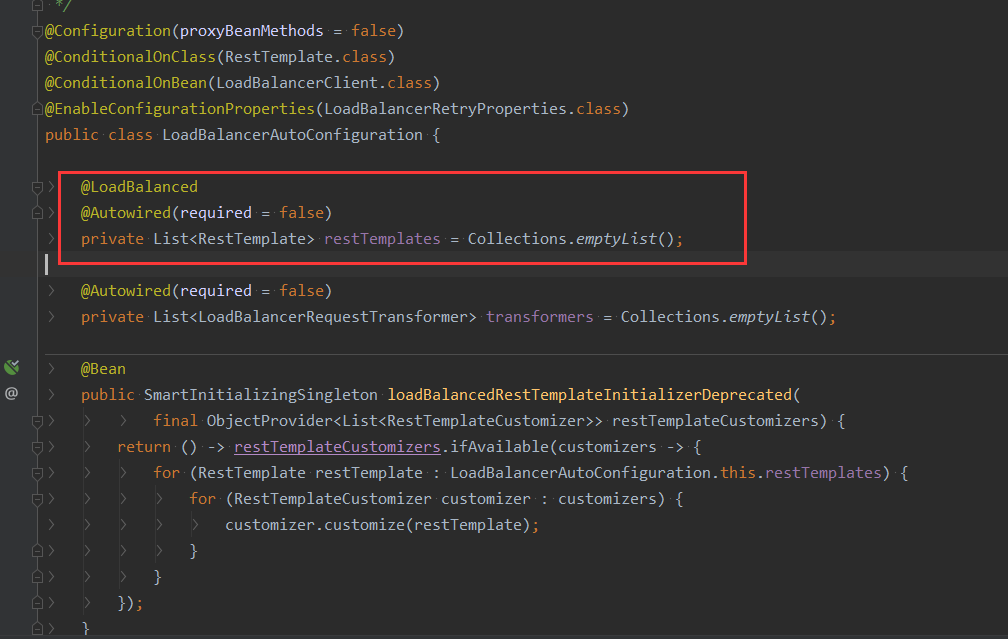 */
@Configuration(proxyBeanMethods = false)
@ConditionalOnClass(RestTemplate.class)
@ConditionalOnBean(LoadBalancerClient.class)
@EnableConfigurationProperties(LoadBalancerRetryProperties.class)
public class LoadBalancerAutoConfiguration {
@LoadBalanced
@Autowired(required = false)
private List<RestTemplate> restTemplates = Collections.emptyList();
@Autowired(required = false)
private List<LoadBalancerRequestTransformer> transformers = Collections.emptyList();
@Bean
public SmartInitializingSingleton loadBalancedRestTemplateInitializerDeprecated(
final ObjectProvider<List<RestTemplateCustomizer>> restTemplateCustomizers) {
return () -> restTemplateCustomizers.ifAvailable(customizers -> {
for (RestTemplate restTemplate : LoadBalancerAutoConfiguration.this.restTemplates) {
for (RestTemplateCustomizer customizer : customizers) {
customizer.customize(restTemplate);
}
}
});
}